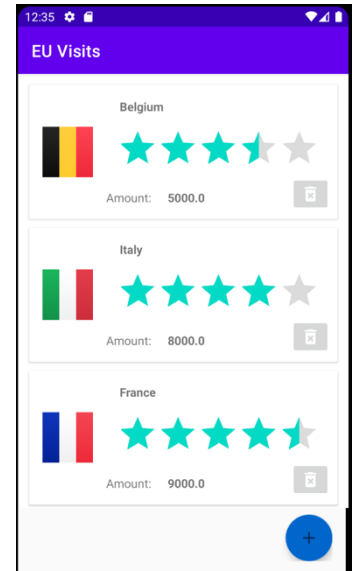 12:35
EU Visits
Belgium
Amount: 5000.0
Italy
Amount: 8000.0
France
Amount: 9000.0
+